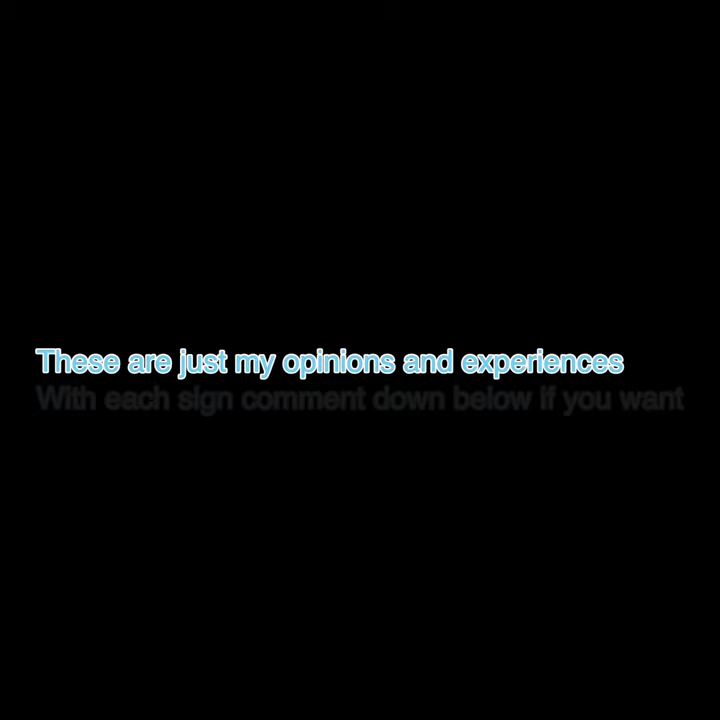 These are just my opinions and experiences
With each sign comment down below if you want